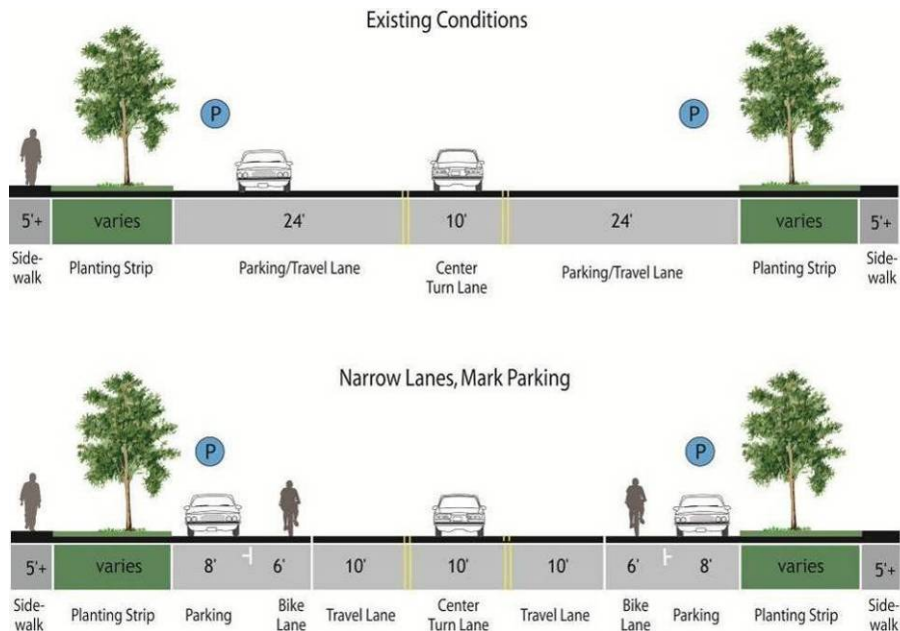 Existing Conditions
P P
5'+ varies 24' 10' 24' varies 5'+
Side-
walk
Planting Strip
Parking/Travel Lane
Center
Turn Lane
Parking/Travel Lane
Planting Strip
Side-
walk
Narrow Lanes, Mark Parking
P P
5'+ varies 8' 6' 10' 10' 10' 6' 8' varies 5'+
Side-
walk
Planting Strip
Parking
Bike
Lane
Travel Lane
Center
Turn Lane
Travel Lane
Bike
Lane
Parking
Planting Strip
Side-
walk